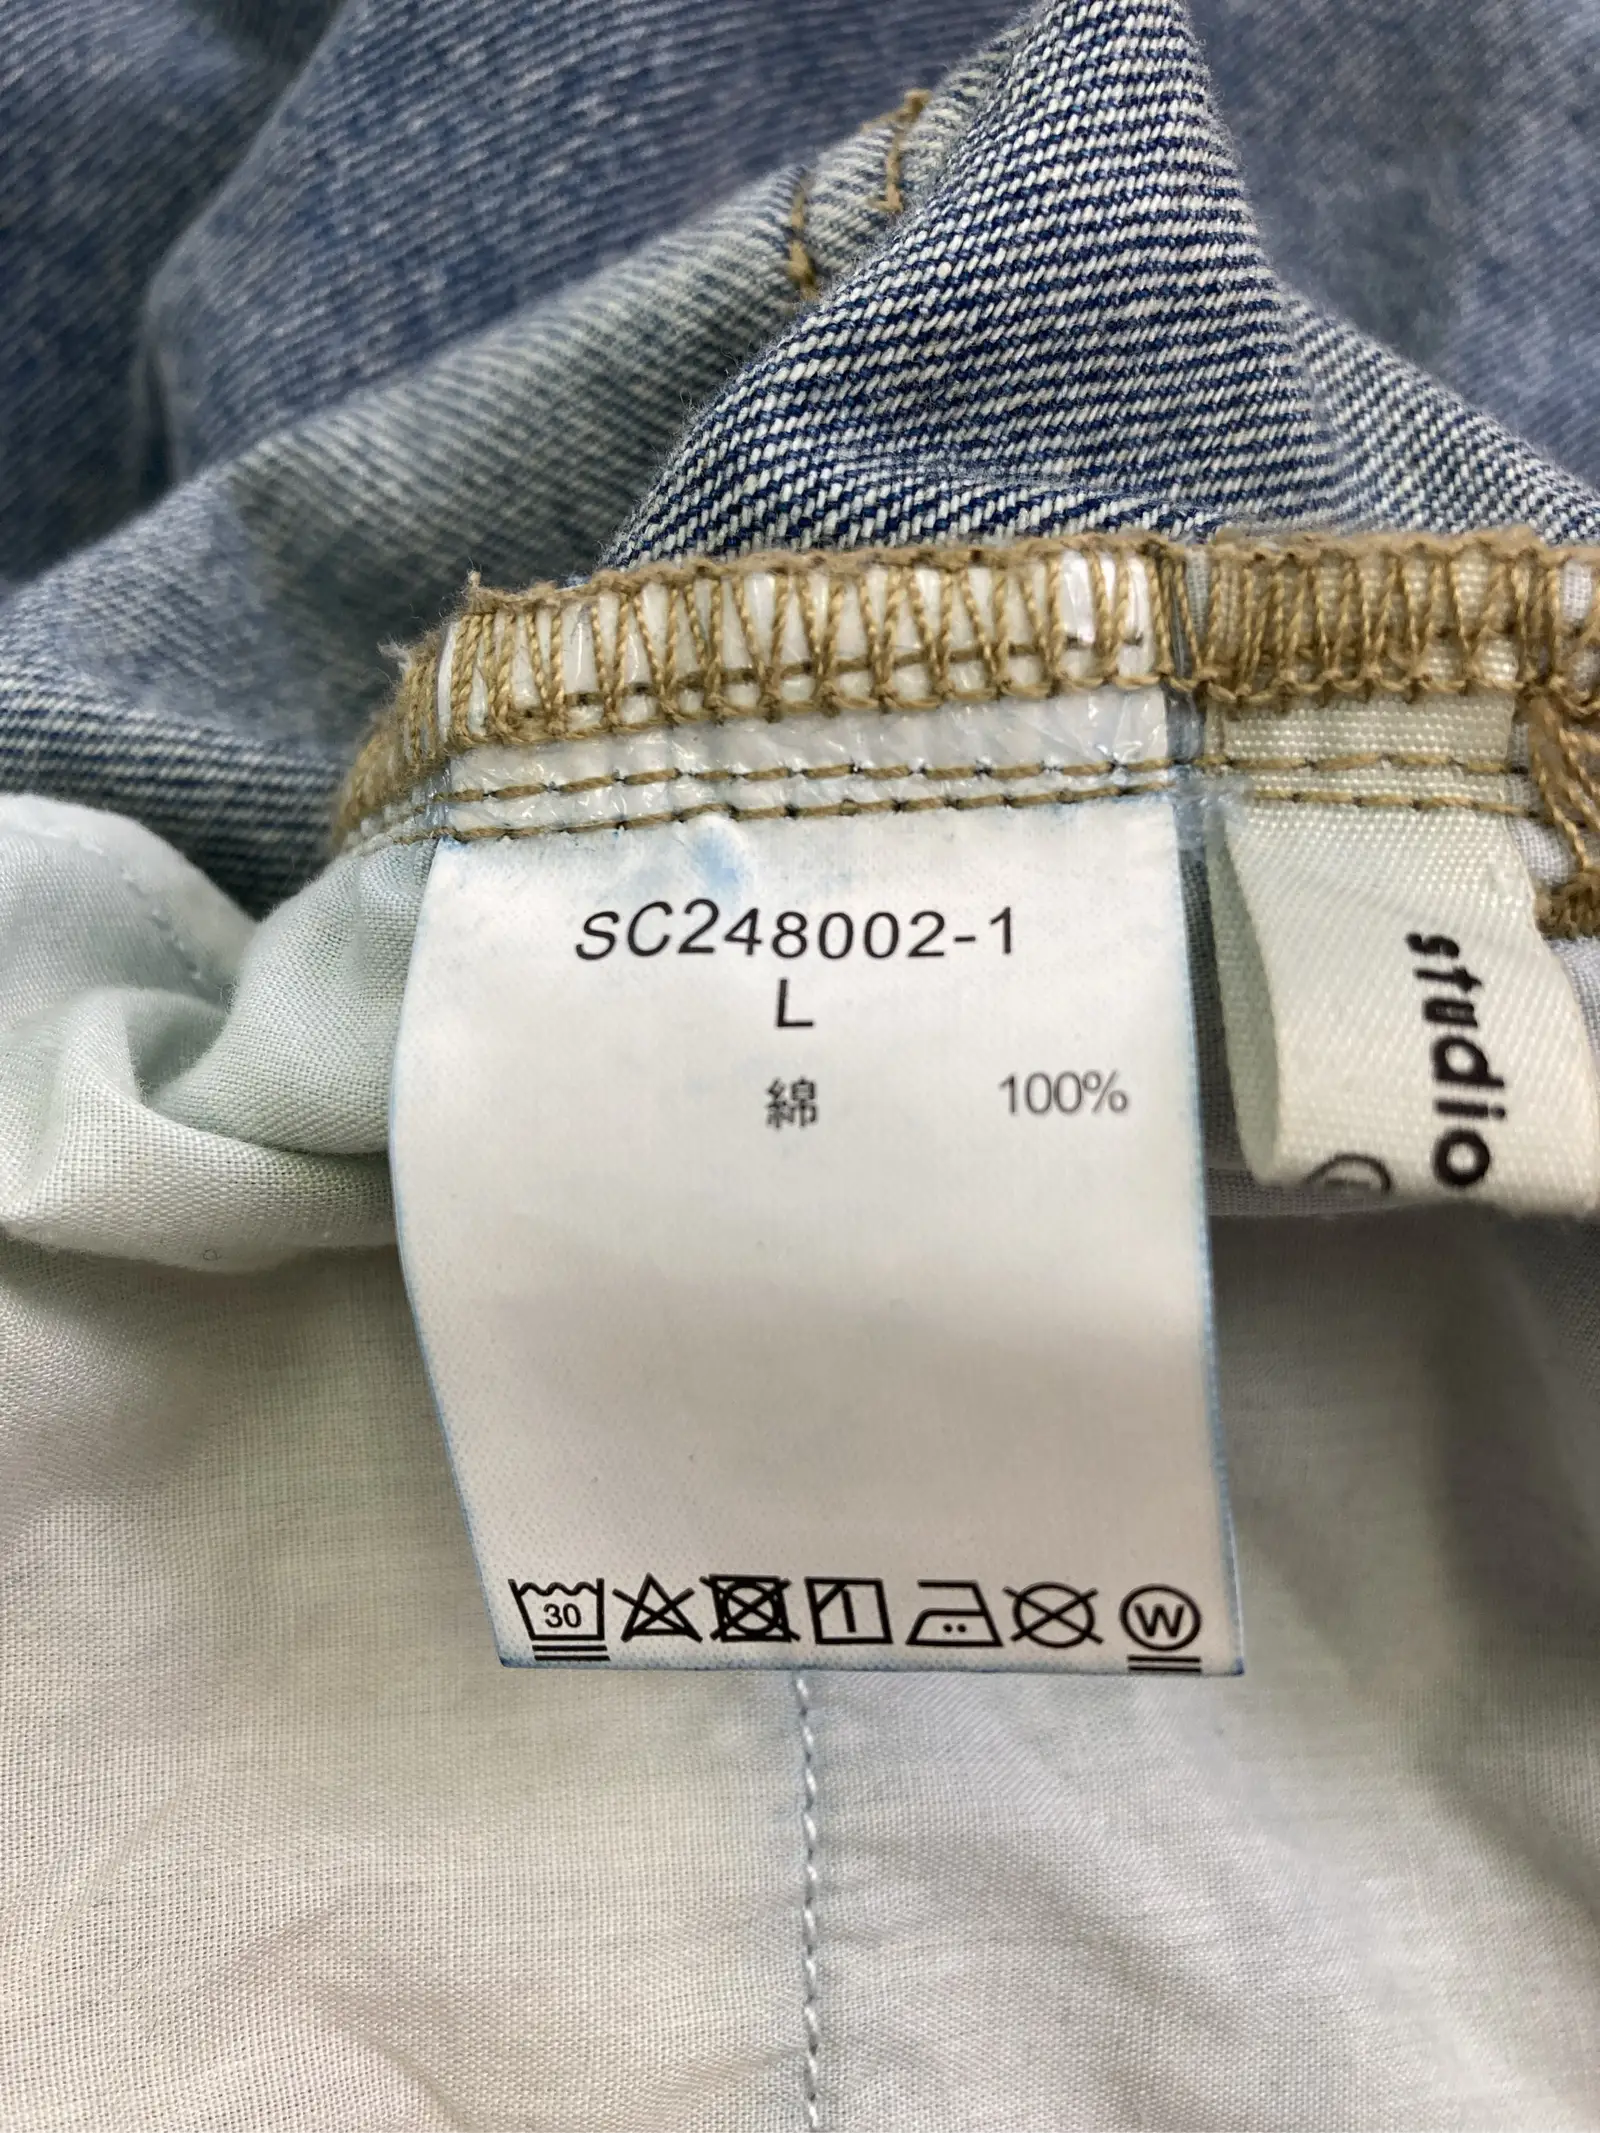 SC248002-1
L
綿 100%
30
W
studio